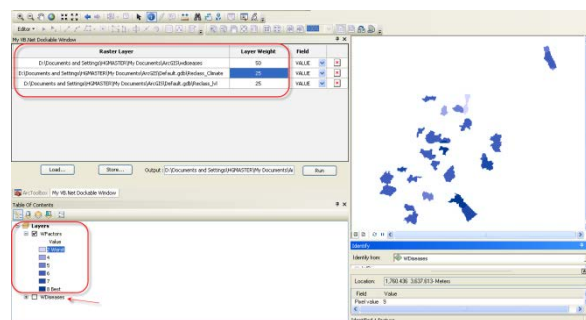 Editor
My VB.Net Dockable Window
Raster Layer Layer Weight Field
D:\Documents and Settings\HGMASTER\My Documents\ArcGIS\ 50 VALUE
D:\Documents and Settings\HGMASTER\My Documents\ArcGIS\Default.gdb\Reclass_Climate 25 VALUE
D:\Documents and Settings\HGMASTER\My Documents\ArcGIS\Default.gdb\Reclass_lvl 25 VALUE
Load... Store... Output: D:\Documents and Settings\HGMASTER\My Documents\A Run
ArcToolbox My VB.Net Dockable Window
Table Of Contents
Layers
WFactors
Value
4
5
6
7
8 Best
WDiseases
Identify
Identify from: WDiseases
Location: 1,760,436 3,637,613 Meters
Field Value
Pixel value 5
Identified 1 feature